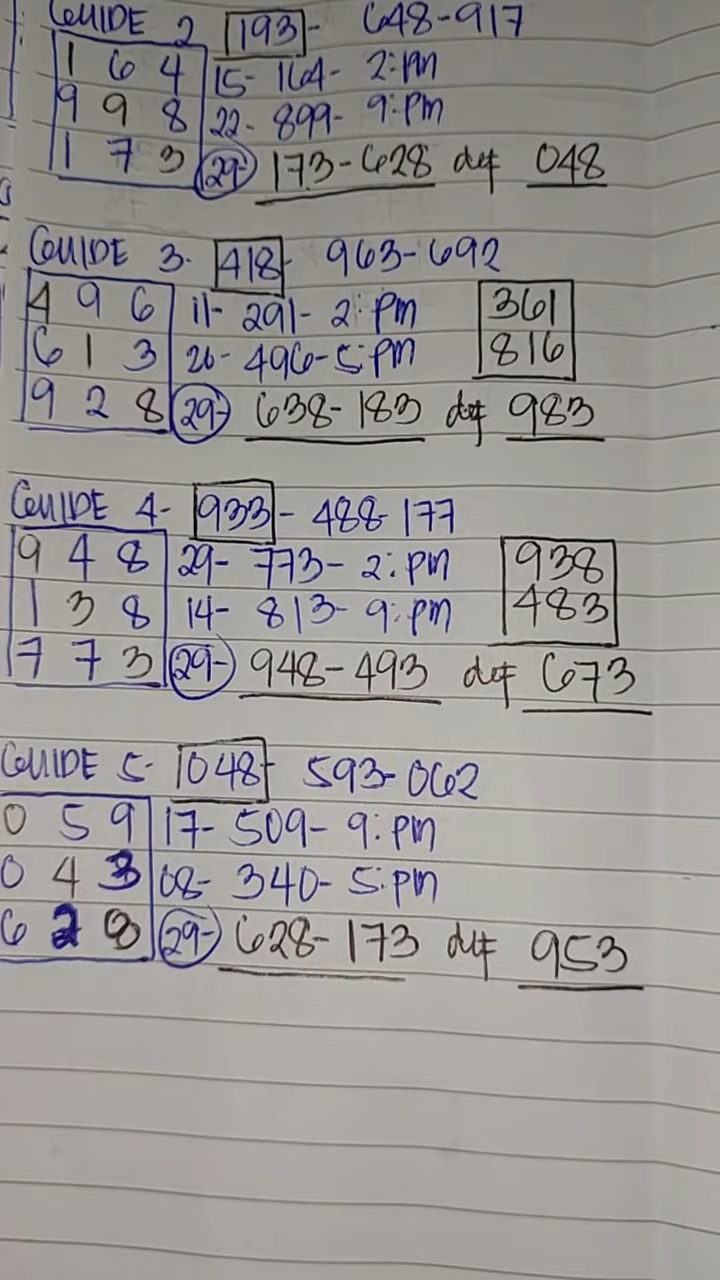 GUIDE 2 193- 648-917
1 6 4 15- 164- 2:pm
9 9 8 22- 899- 9:pm
1 7 3 29- 173-628 def 048
GUIDE 3- 418- 963-692
4 9 6 11- 291- 2:pm 361
6 1 3 26- 496-5:pm 816
9 2 8 29- 638-183 def 983
GUIDE 4- 933- 488-177
9 4 8 29- 773- 2:pm 938
1 3 8 14- 813- 9:pm 483
7 7 3 29- 948-493 def 673
GUIDE 5- 1048- 593-062
0 5 9 17- 509- 9:pm
0 4 3 08- 340- 5:pm
6 2 8 29- 628-173 def 953